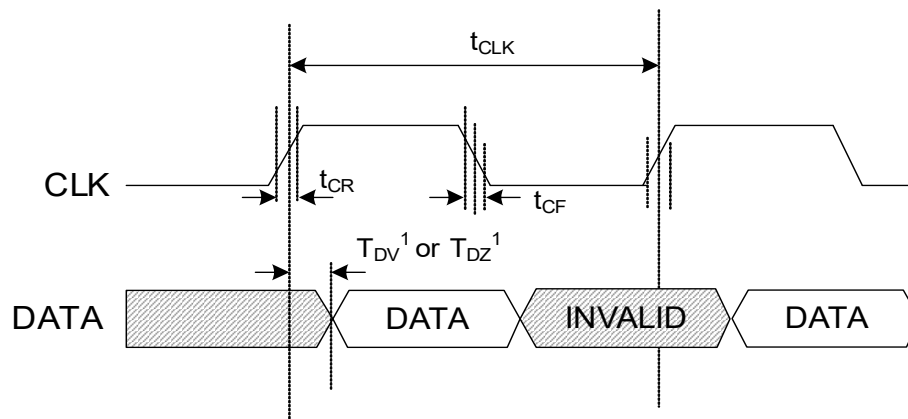 tCLK
CLK
tCR
tCF
TDV1 or TDZ1
DATA
DATA
INVALID
DATA